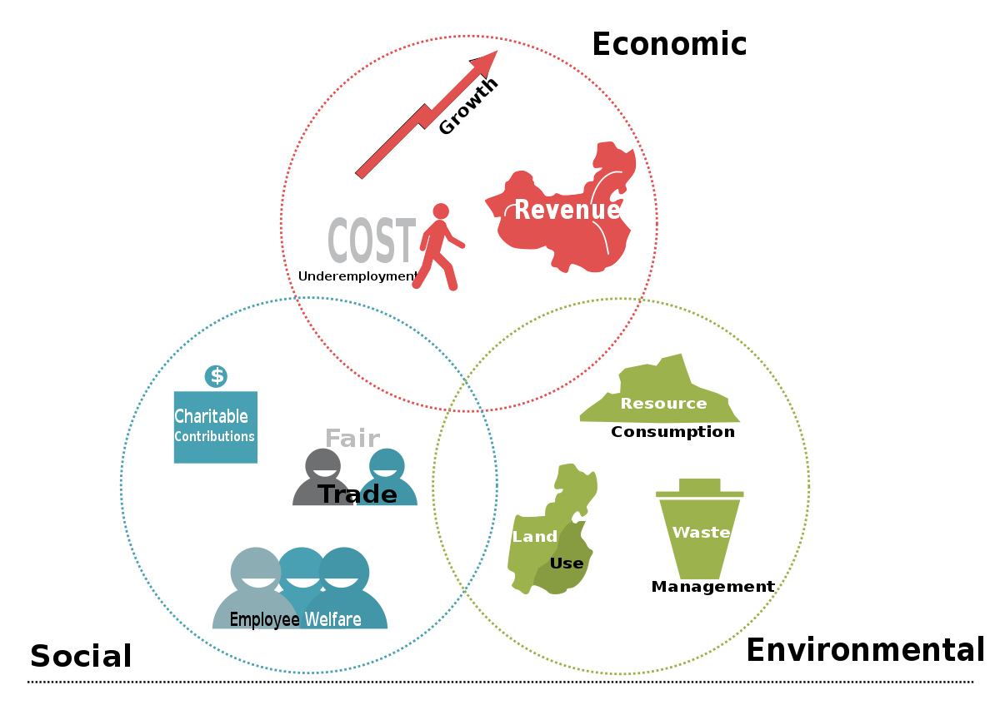 Economic
Growth
Revenue
COST
Underemployment
$
Charitable
Contributions
Fair
Trade
Employee Welfare
Social
Resource
Consumption
Land
Use
Waste
Management
Environmental